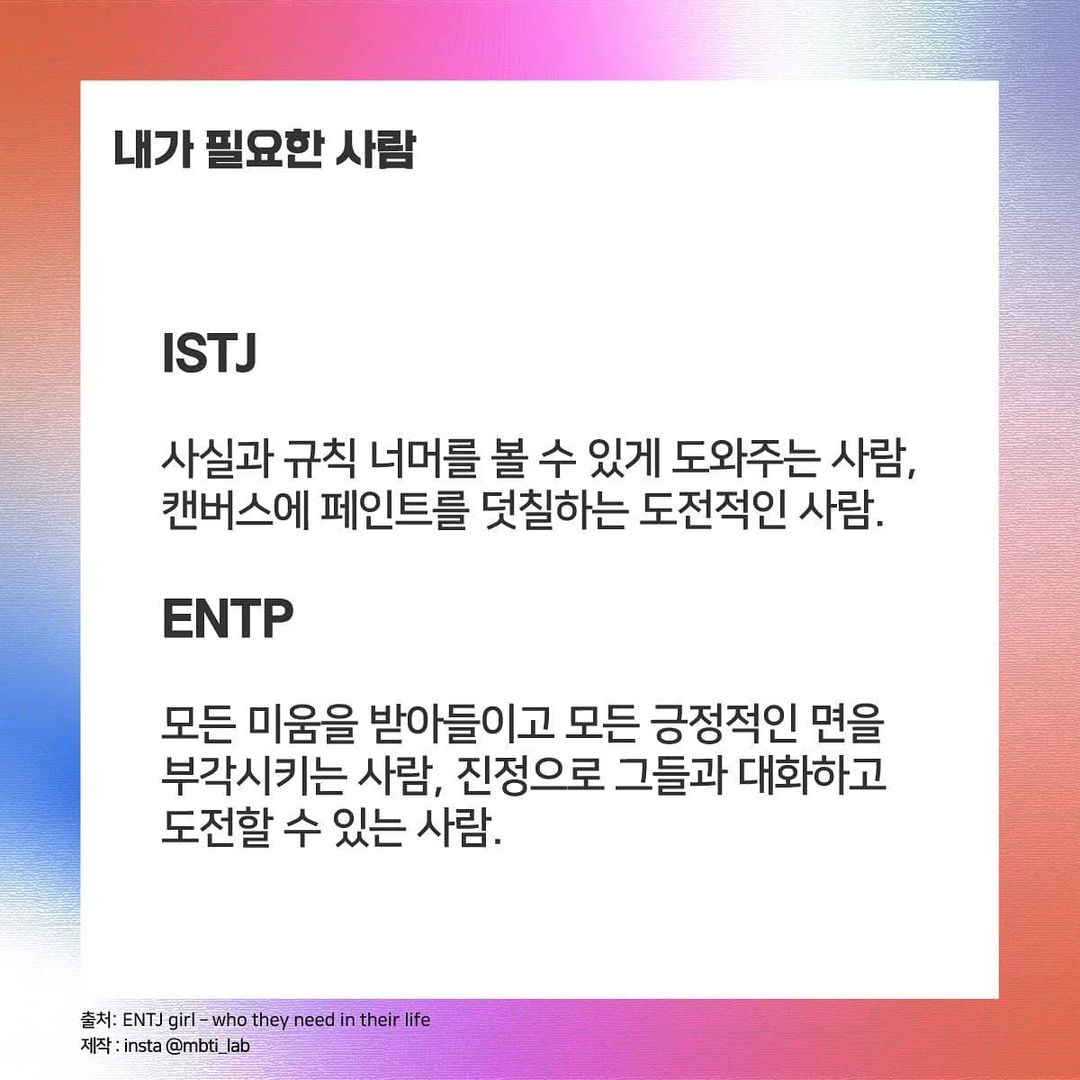 내가 필요한 사람
ISTJ
사실과 규칙 너머를 볼 수 있게 도와주는 사람,
캔버스에 페인트를 덧칠하는 도전적인 사람.
ENTP
모든 미움을 받아들이고 모든 긍정적인 면을
부각시키는 사람, 진정으로 그들과 대화하고
도전할 수 있는 사람.
출처: ENTJ girl - who they need in their life
제작 : insta @mbti_lab